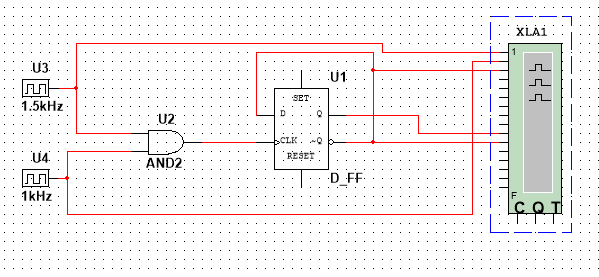 XLA1
1
U3
1.5kHz
U1
SET
D
Q
U2
CLK
~Q
RESET
AND2
U4
D_FF
1kHz
F
C Q T